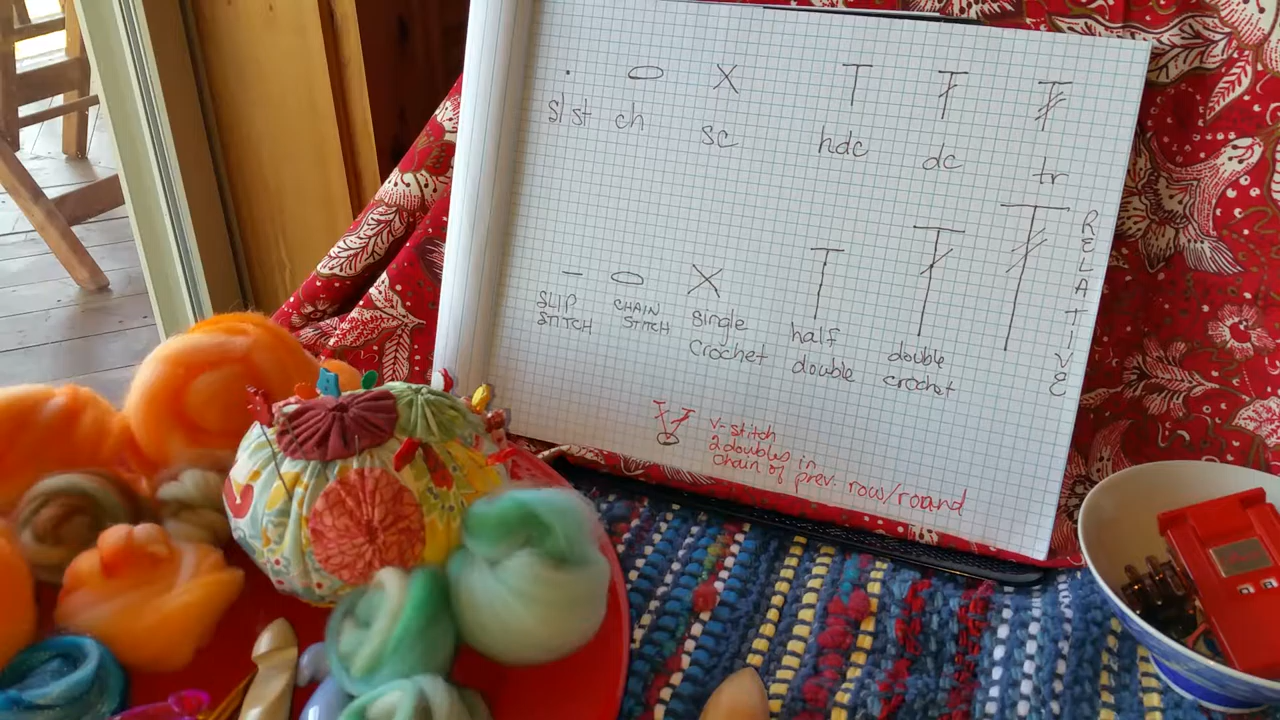 sl st ch sc hdc dc tr
SLIP STITCH
CHAIN STITCH
single crochet
half double
double crochet
RELATIVE
v-stitch
2 doubles in
chain of prev. row/round